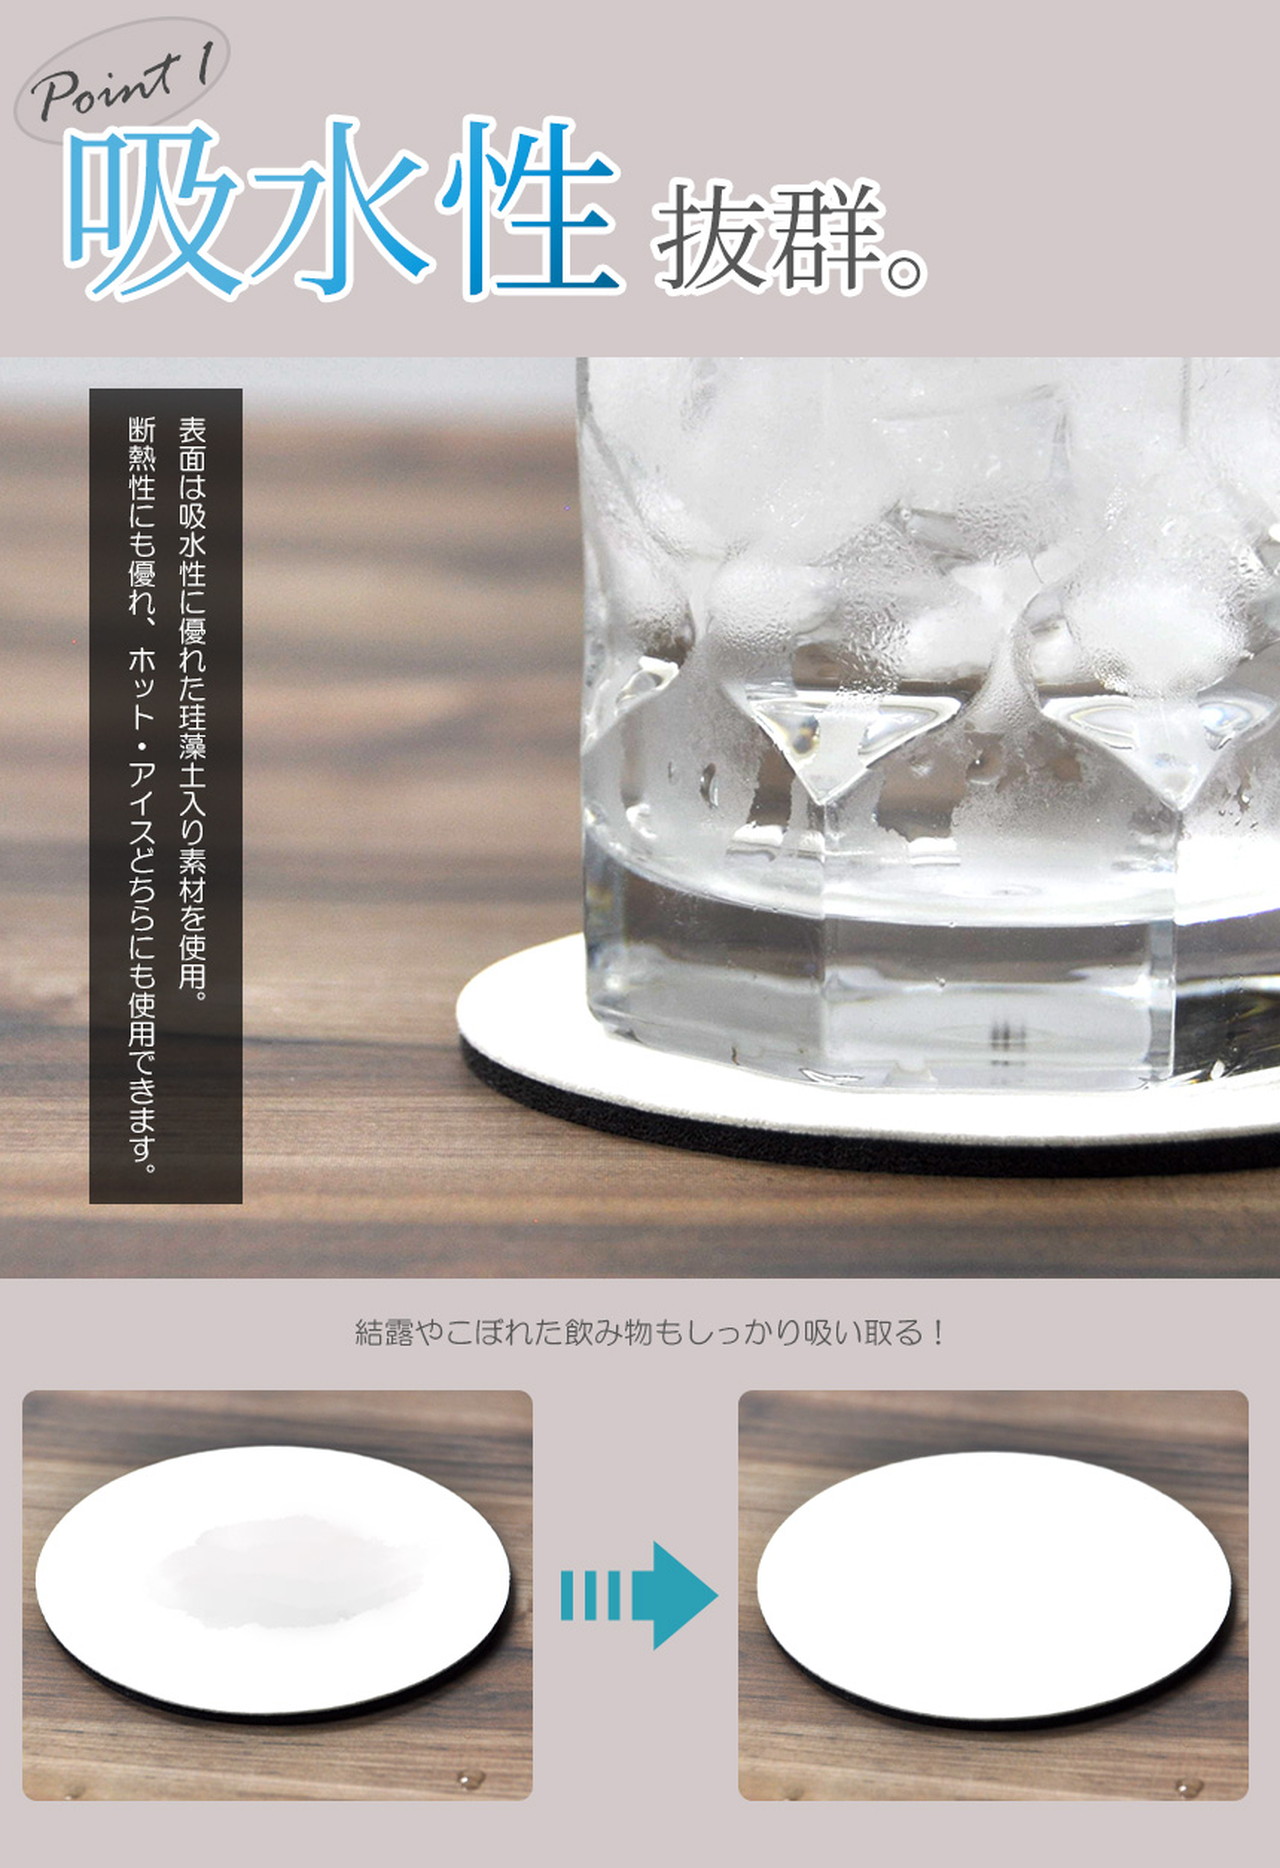 Point 1
吸水性 抜群。
表面は吸水性に優れた珪藻土入り素材を使用。
断熱性にも優れ、ホット・アイスどちらにも使用できます。
結露やこぼれた飲み物もしっかり吸い取る！